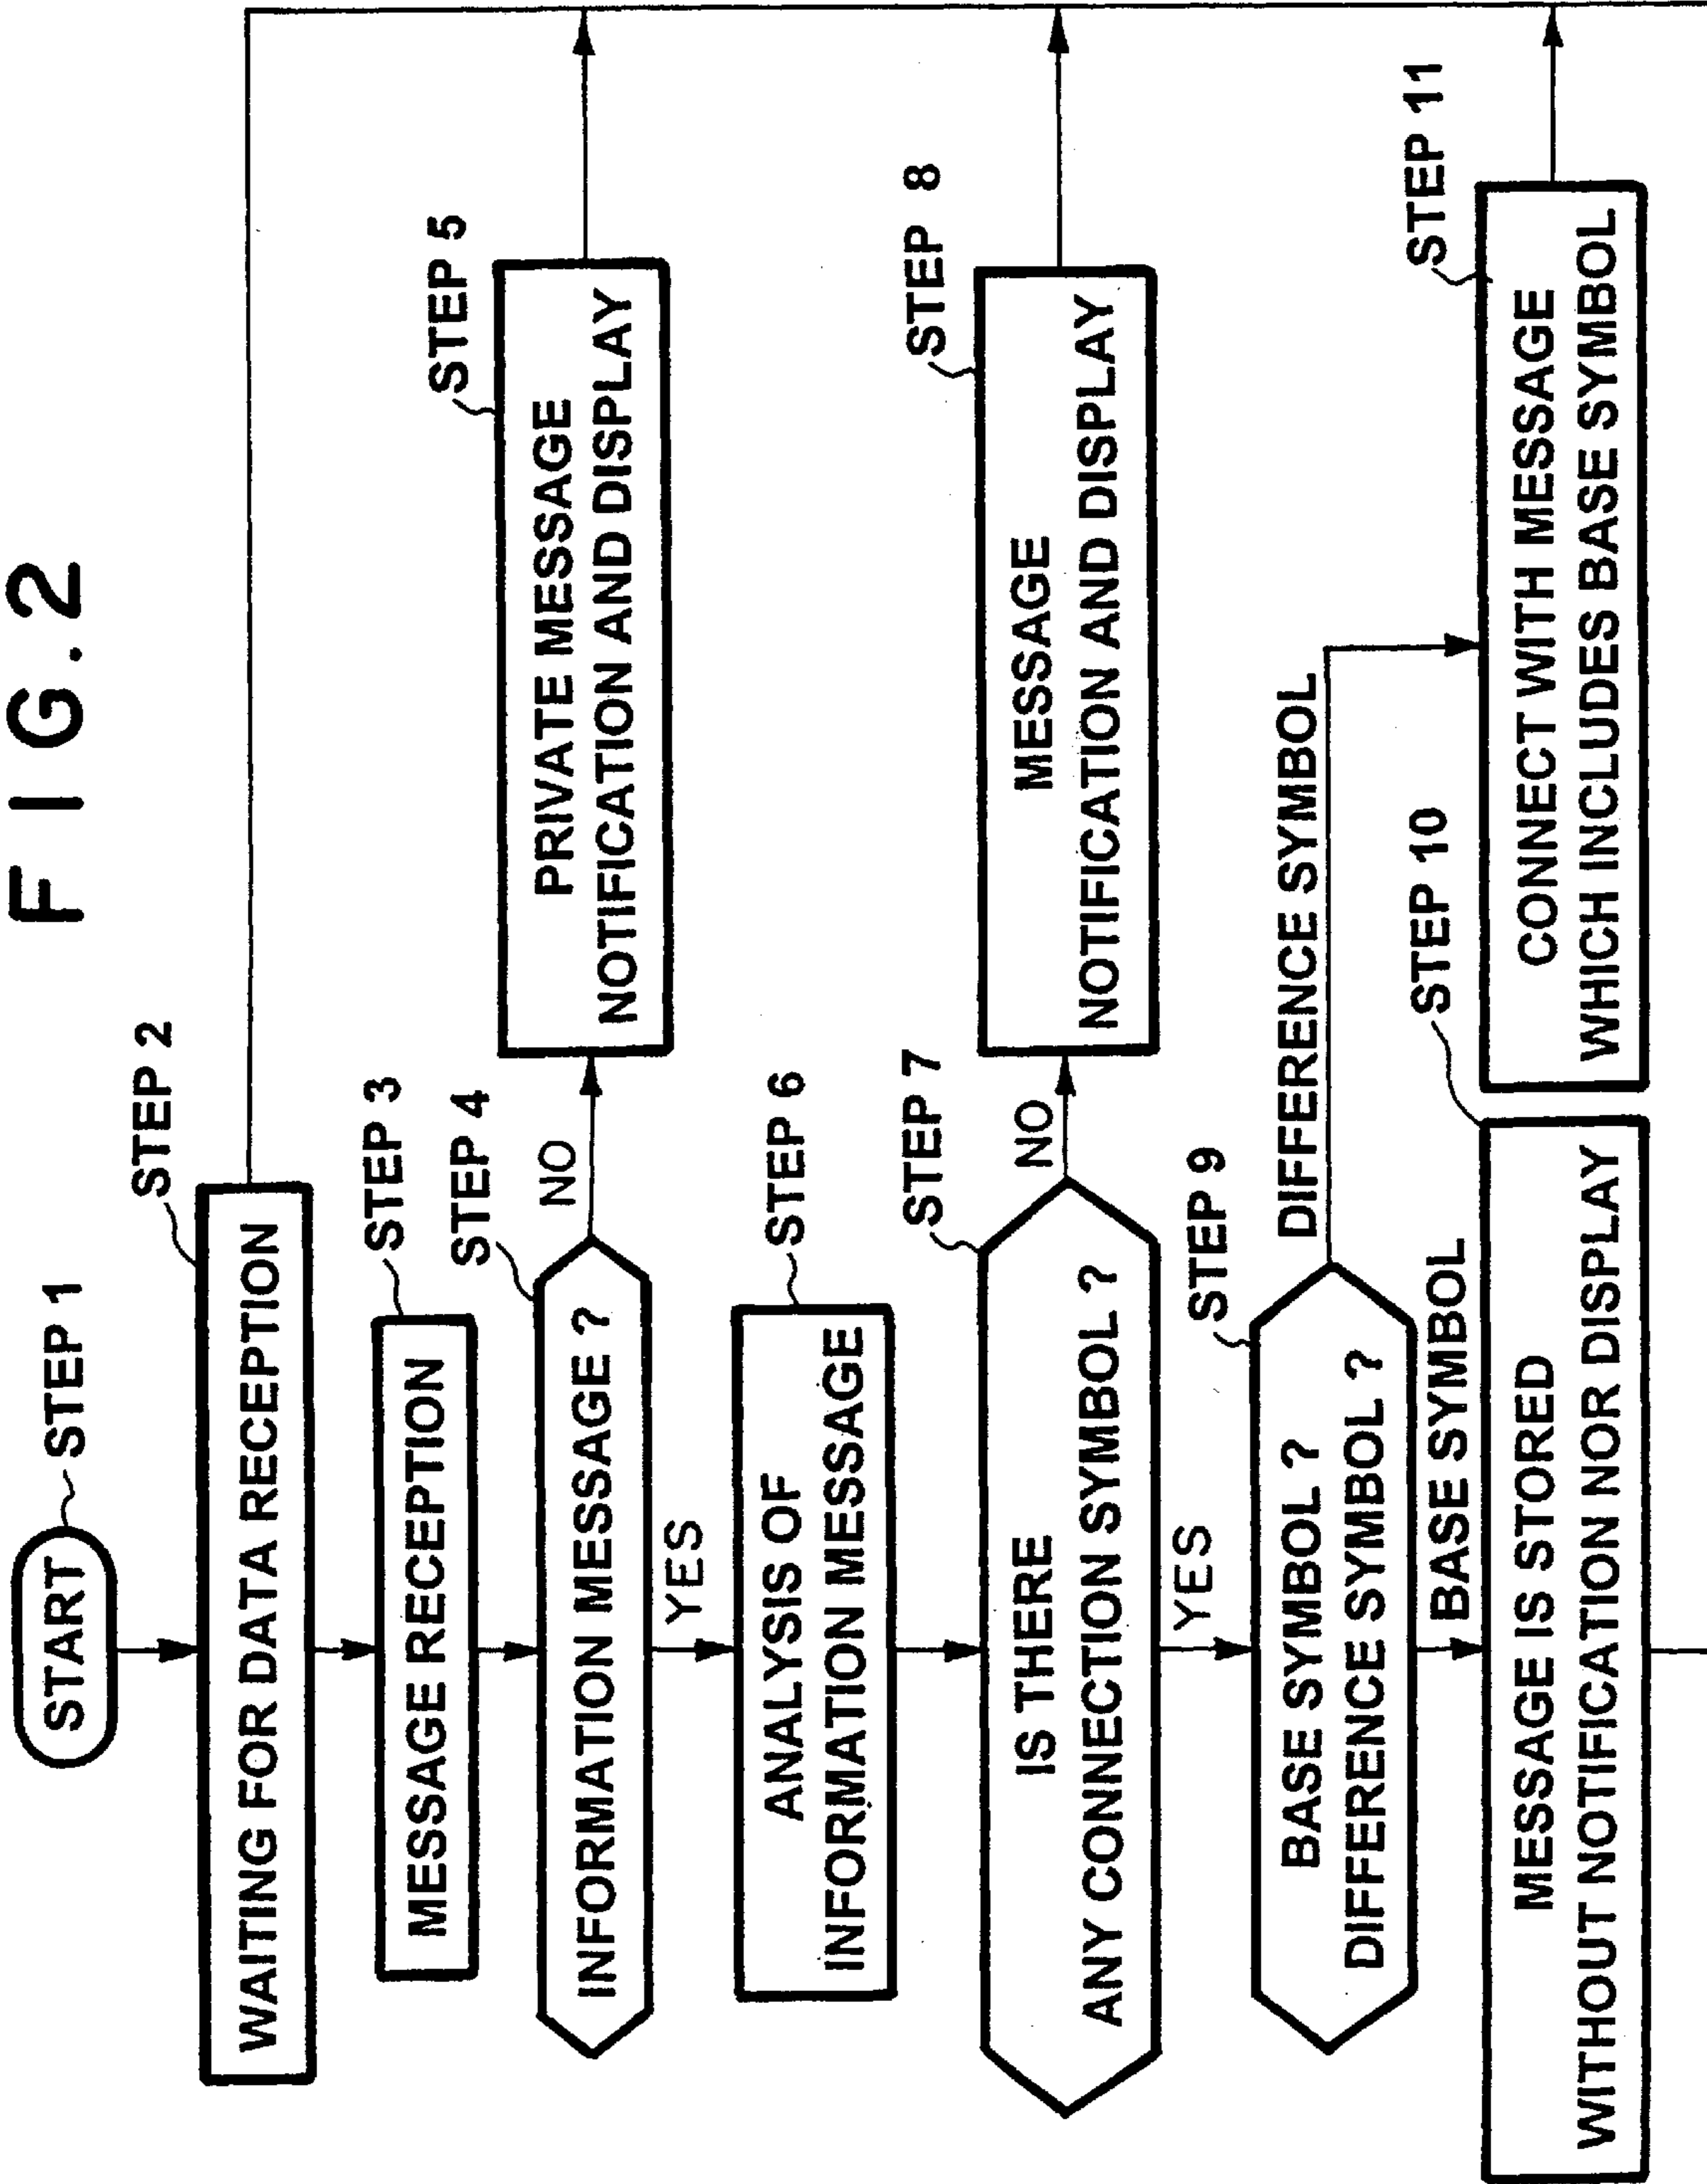 FIG.2
START
STEP 1
STEP 2
WAITING FOR DATA RECEPTION
STEP 3
MESSAGE RECEPTION
STEP 4
INFORMATION MESSAGE ?
NO
STEP 5
PRIVATE MESSAGE
NOTIFICATION AND DISPLAY
YES
STEP 6
ANALYSIS OF
INFORMATION MESSAGE
STEP 7
IS THERE
ANY CONNECTION SYMBOL ?
NO
STEP 8
MESSAGE
NOTIFICATION AND DISPLAY
YES
STEP 9
BASE SYMBOL ?
DIFFERENCE SYMBOL ?
DIFFERENCE SYMBOL
BASE SYMBOL
STEP 10
MESSAGE IS STORED
WITHOUT NOTIFICATION NOR DISPLAY
STEP 11
CONNECT WITH MESSAGE
WHICH INCLUDES BASE SYMBOL